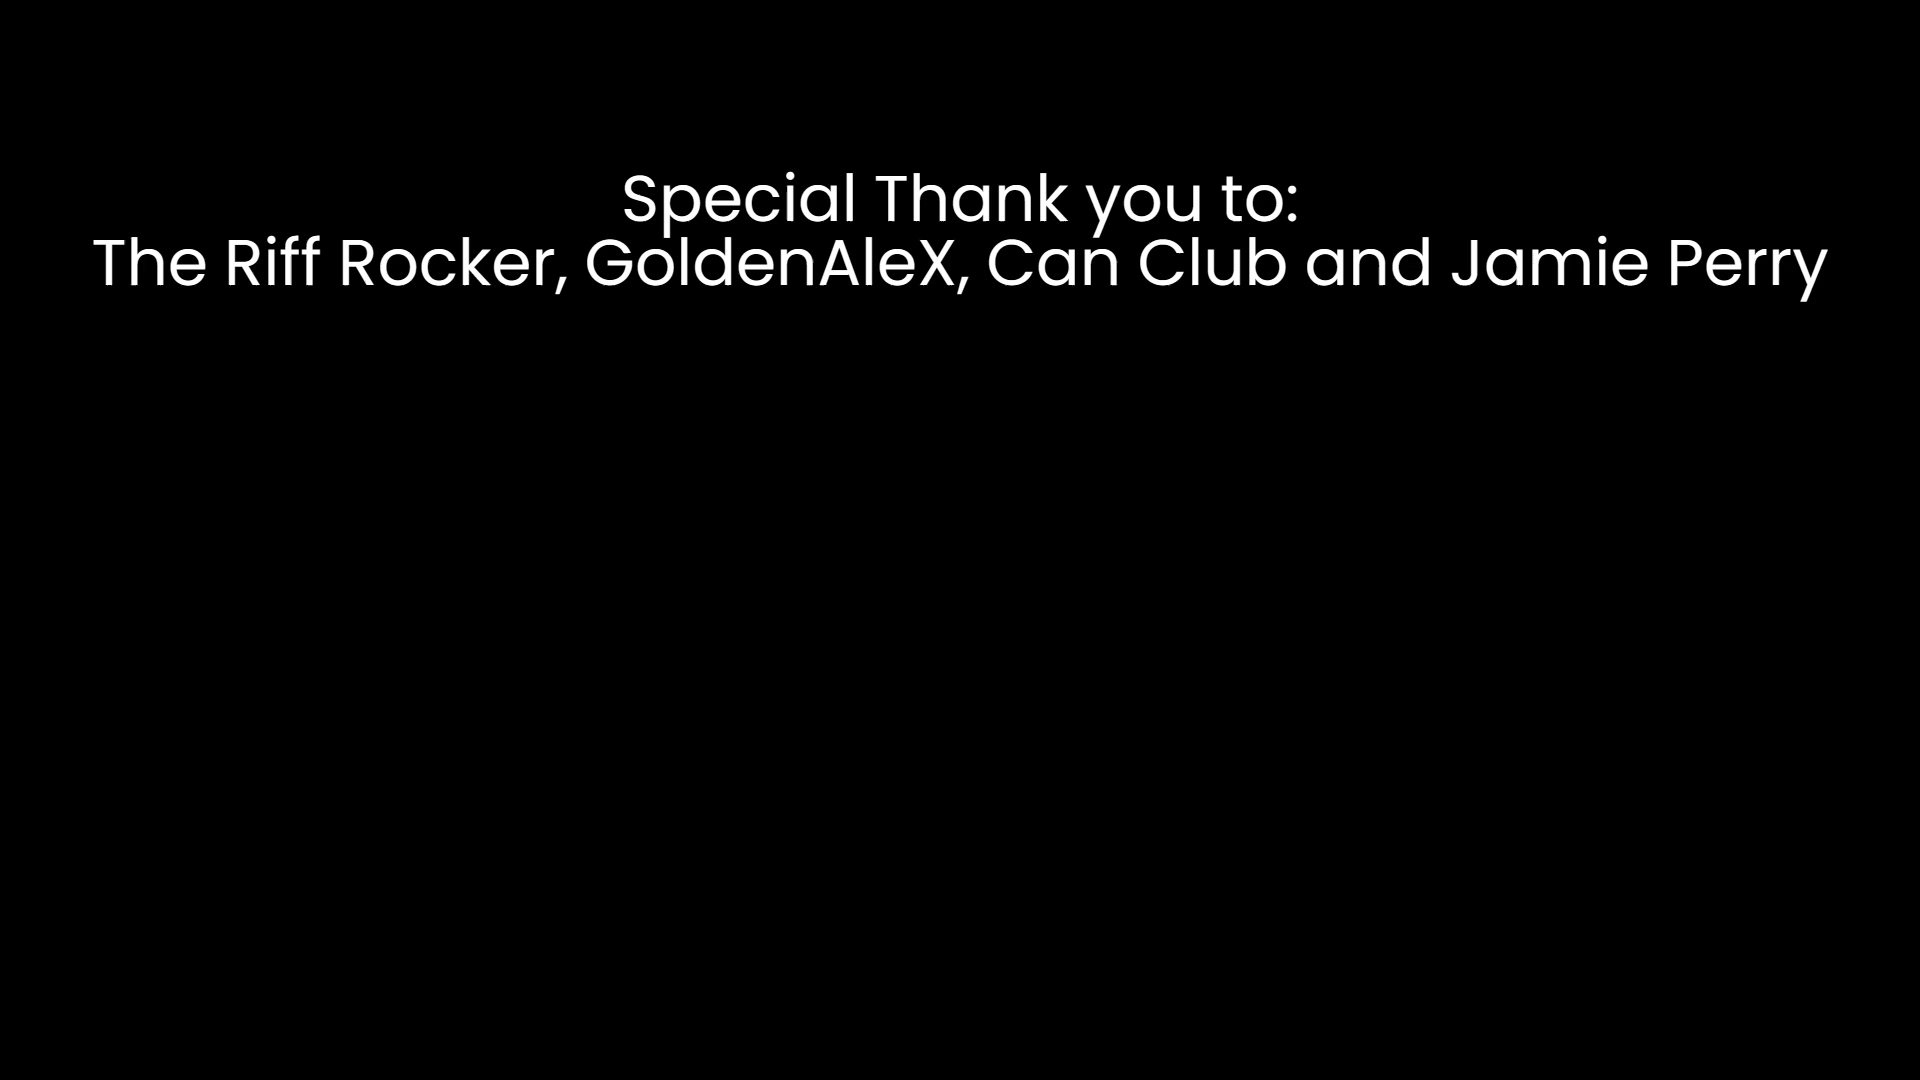 Special Thank you to:
The Riff Rocker, GoldenAleX, Can Club and Jamie Perry